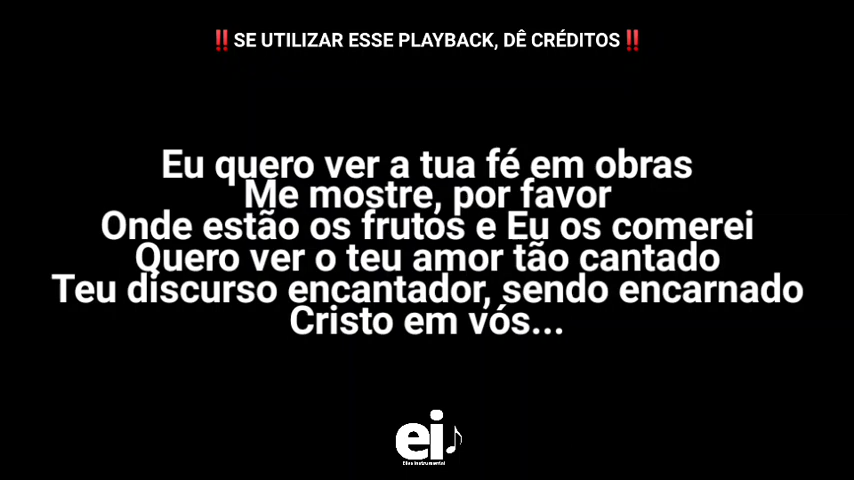 ‼️SE UTILIZAR ESSE PLAYBACK, DÊ CRÉDITOS‼️
Eu quero ver a tua fé em obras
Me mostre, por favor
Onde estão os frutos e Eu os comerei
Quero ver o teu amor tão cantado
Teu discurso encantador, sendo encarnado
Cristo em vós...
ei